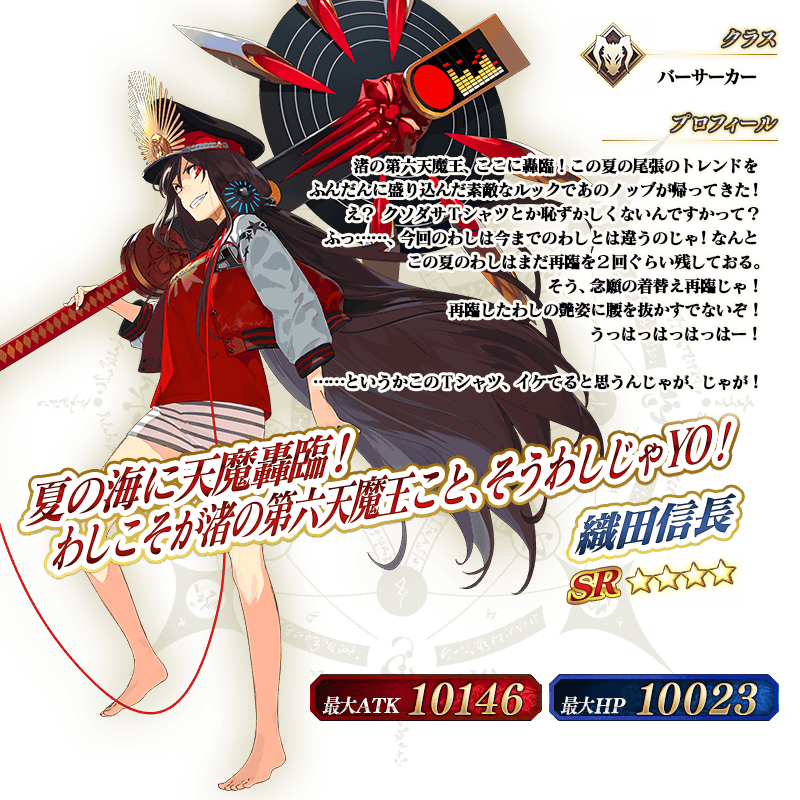 クラス
バーサーカー
プロフィール
渚の第六天魔王、ここに轟臨！この夏の尾張のトレンドを
ふんだんに盛り込んだ素敵なルックであのノッブが帰ってきた！
え？ クソダサTシャツとか恥ずかしくないんですかって？
ふっ……、今回のわしは今までのわしとは違うのじゃ！なんと
この夏のわしはまだ再臨を2回ぐらい残しておる。
そう、念願の着替え再臨じゃ！
再臨したわしの艶姿に腰を抜かすでないぞ！
うっはっはっはっはー！
……というかこのTシャツ、イケてると思うんじゃが、じゃが！
夏の海に天魔轟臨！
わしこそが渚の第六天魔王こと、そうわしじゃYO！
織田信長
SR
最大ATK 10146
最大HP 10023